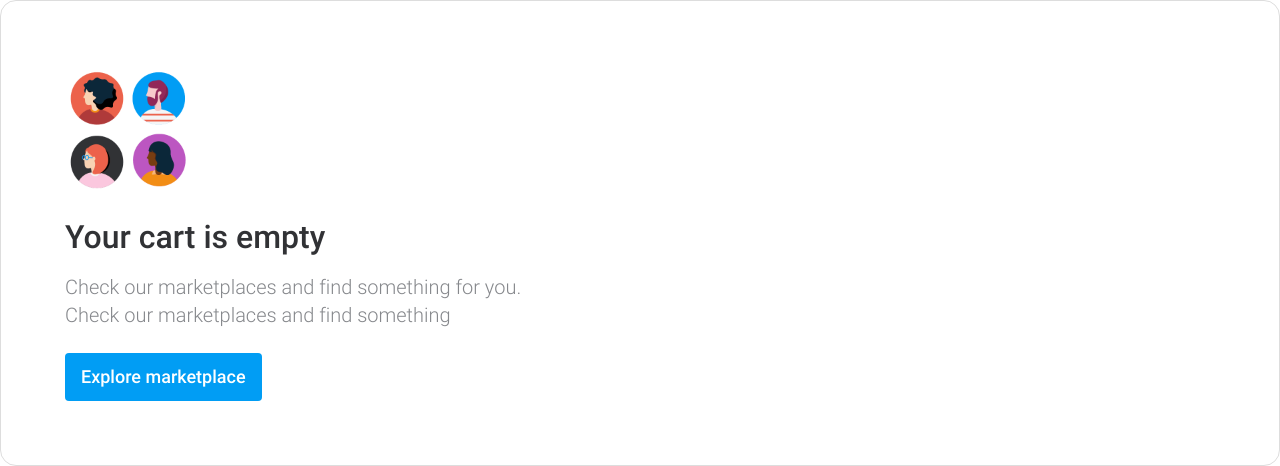 Your cart is empty
Check our marketplaces and find something for you.
Check our marketplaces and find something
Explore marketplace